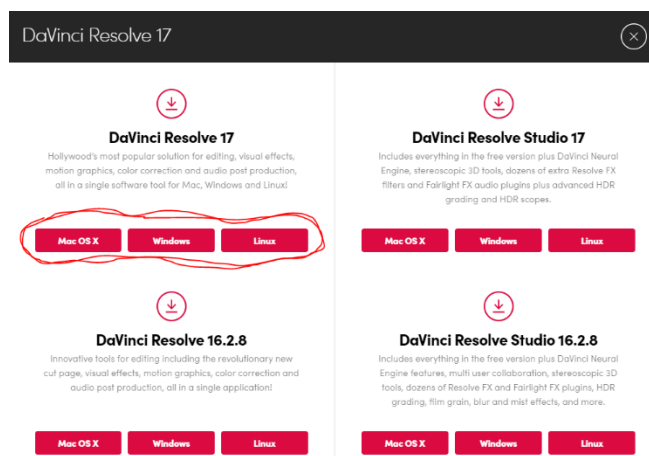 DaVinci Resolve 17
DaVinci Resolve 17
Hollywood's most popular solution for editing, visual effects,
motion graphics, color correction and audio post production,
all in a single software tool for Mac, Windows and Linux!
Mac OS X Windows Linux
DaVinci Resolve Studio 17
Includes everything in the free version plus DaVinci Neural
Engine, stereoscopic 3D tools, dozens of extra Resolve FX
filters and Fairlight FX audio plugins plus advanced HDR
grading and HDR scopes.
Mac OS X Windows Linux
DaVinci Resolve 16.2.8
Innovative tools for editing including the revolutionary new
cut page, visual effects, motion graphics, color correction and
audio post production, all in a single application!
Mac OS X Windows Linux
DaVinci Resolve Studio 16.2.8
Includes everything in the free version plus DaVinci Neural
Engine features, multi user collaboration, stereoscopic 3D
tools, dozens of Resolve FX and Fairlight FX plugins, HDR
grading, film grain, blur and mist effects, and more.
Mac OS X Windows Linux